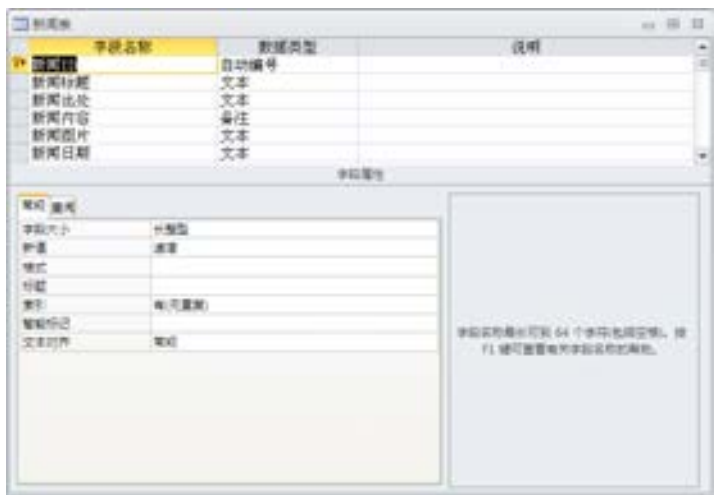 新闻表
字段名称 数据类型 说明
新闻ID 自动编号
新闻标题 文本
新闻出处 文本
新闻内容 备注
新闻图片 文本
新闻日期 文本
字段属性
常规 查阅
字段大小 长整型
新值 递增
格式
标题
索引 有(无重复)
智能标记
文本对齐 常规
字段名称最长可到 64 个字符(包括空格)。按
F1 键可查看有关字段名称的帮助。